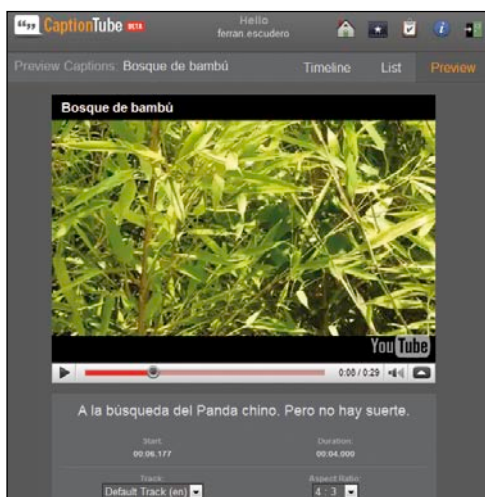 CaptionTube BETA
Hello
ferran.escudero
Preview Captions: Bosque de bambú
Timeline
List
Preview
Bosque de bambú
YouTube
0:08 / 0:29
A la búsqueda del Panda chino. Pero no hay suerte.
Start:
00:06.177
Duration:
00:04.000
Track:
Default Track (en)
Aspect Ratio:
4 : 3